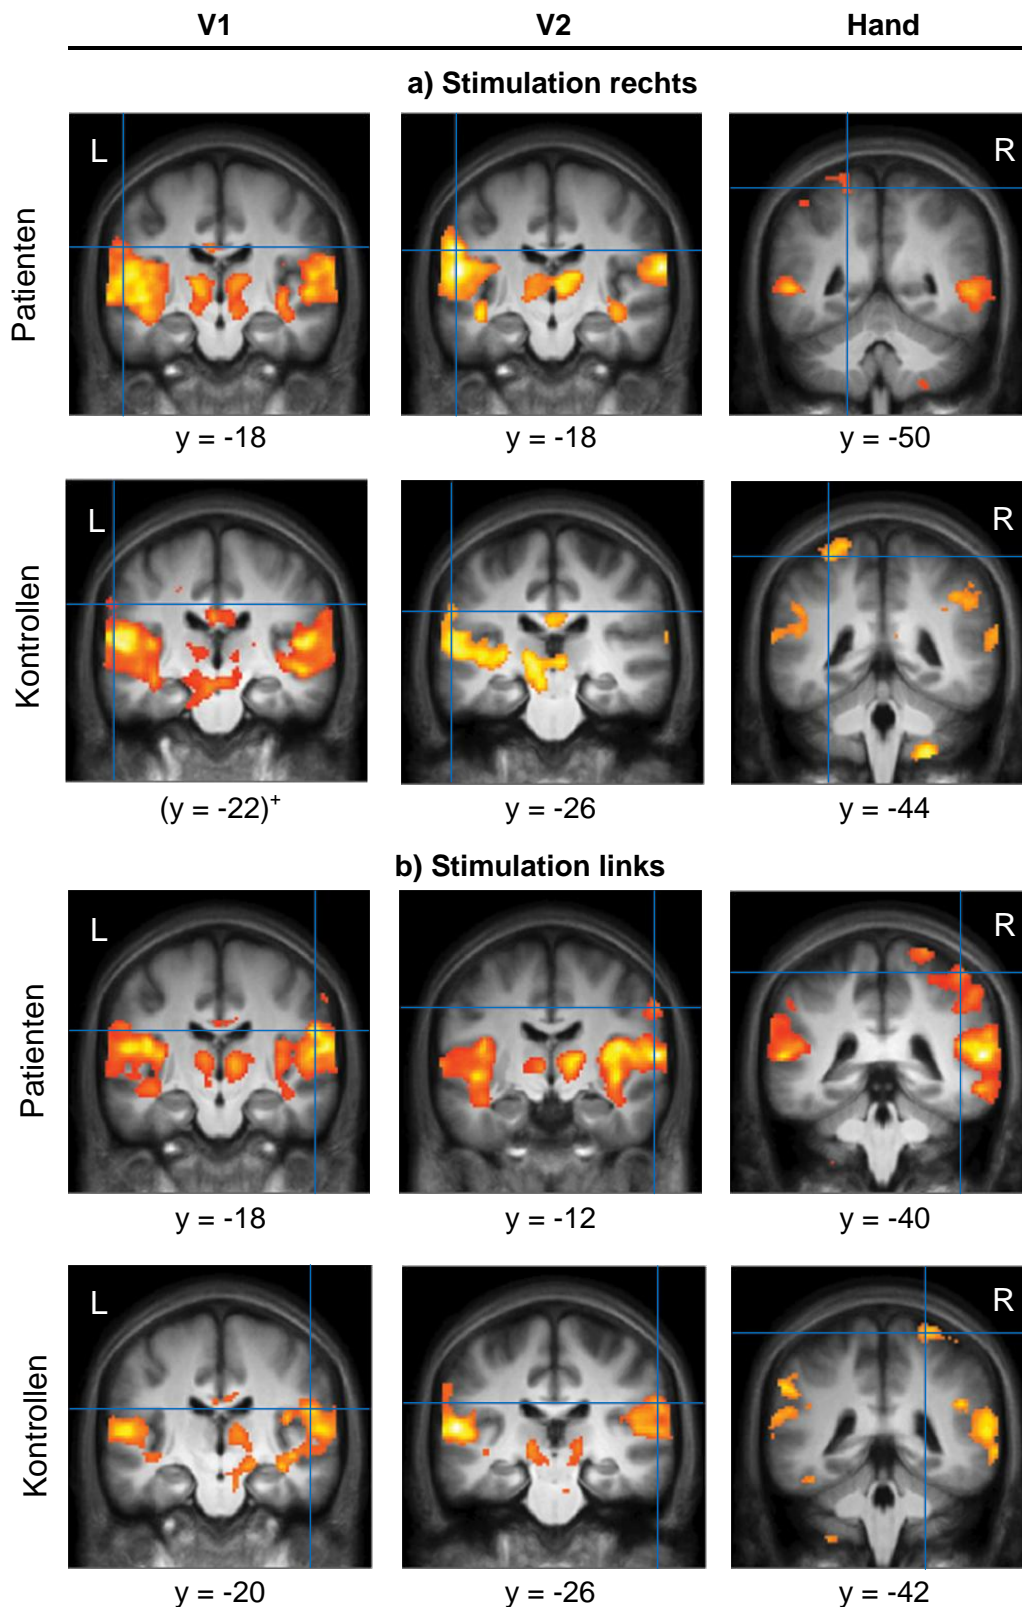 V1 V2 Hand
a) Stimulation rechts
Patienten
L R
y = -18 y = -18 y = -50
Kontrollen
L R
(y = -22)+ y = -26 y = -44
b) Stimulation links
Patienten
L R
y = -18 y = -12 y = -40
Kontrollen
L R
y = -20 y = -26 y = -42